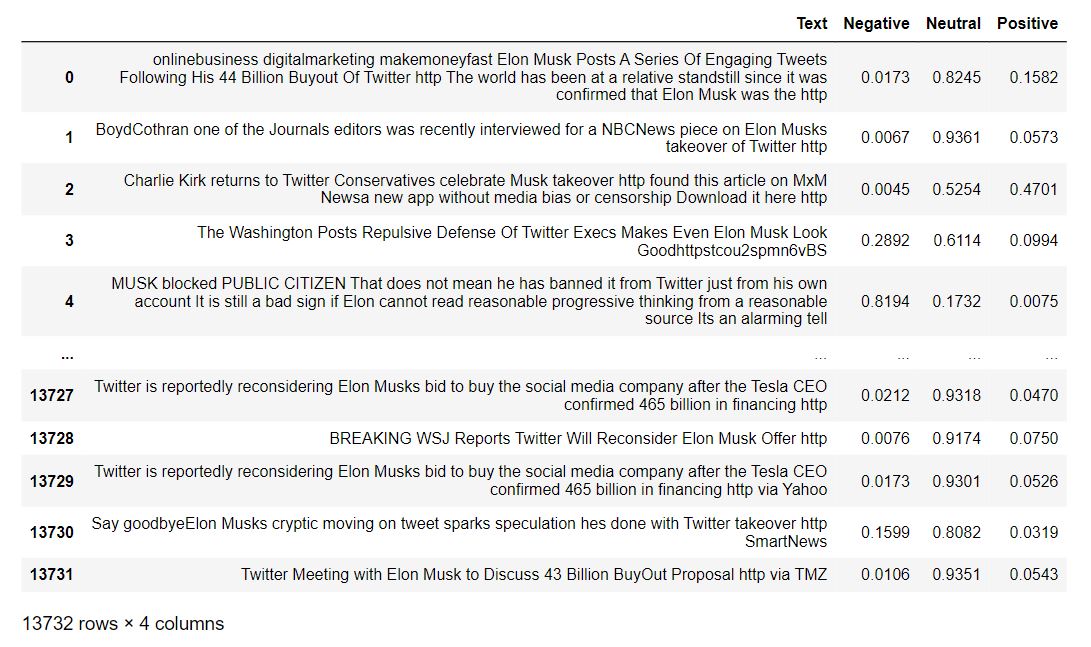 Text Negative Neutral Positive
onlinebusiness digitalmarketing makemoneyfast Elon Musk Posts A Series Of Engaging Tweets
0 Following His 44 Billion Buyout Of Twitter http The world has been at a relative standstill since it was 0.0173 0.8245 0.1582
confirmed that Elon Musk was the http
1 BoydCothran one of the Journals editors was recently interviewed for a NBCNews piece on Elon Musks 0.0067 0.9361 0.0573
takeover of Twitter http
2 Charlie Kirk returns to Twitter Conservatives celebrate Musk takeover http found this article on MxM 0.0045 0.5254 0.4701
Newsa new app without media bias or censorship Download it here http
3 The Washington Posts Repulsive Defense Of Twitter Execs Makes Even Elon Musk Look 0.2892 0.6114 0.0994
Goodhttpstcou2spmn6vBS
MUSK blocked PUBLIC CITIZEN That does not mean he has banned it from Twitter just from his own
4 account It is still a bad sign if Elon cannot read reasonable progressive thinking from a reasonable 0.8194 0.1732 0.0075
source Its an alarming tell
... ... ... ... ...
13727 Twitter is reportedly reconsidering Elon Musks bid to buy the social media company after the Tesla CEO 0.0212 0.9318 0.0470
confirmed 465 billion in financing http
13728 BREAKING WSJ Reports Twitter Will Reconsider Elon Musk Offer http 0.0076 0.9174 0.0750
13729 Twitter is reportedly reconsidering Elon Musks bid to buy the social media company after the Tesla CEO 0.0173 0.9301 0.0526
confirmed 465 billion in financing http via Yahoo
13730 Say goodbyeElon Musks cryptic moving on tweet sparks speculation hes done with Twitter takeover http 0.1599 0.8082 0.0319
SmartNews
13731 Twitter Meeting with Elon Musk to Discuss 43 Billion BuyOut Proposal http via TMZ 0.0106 0.9351 0.0543
13732 rows × 4 columns